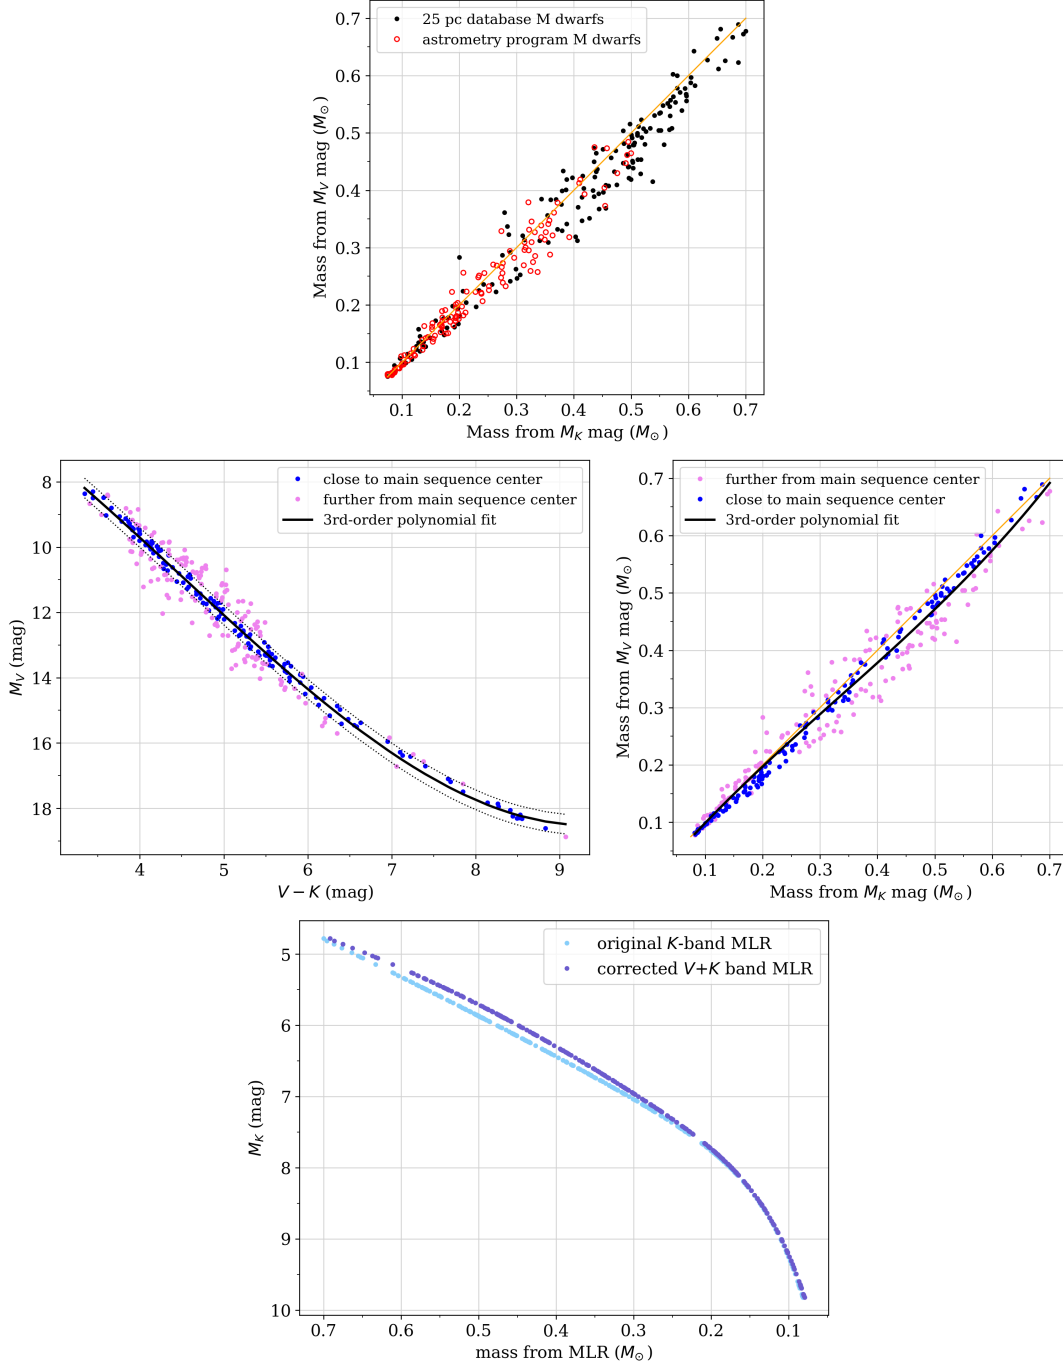 25 pc database M dwarfs
astrometry program M dwarfs
0.7
0.6
0.5
0.4
0.3
0.2
0.1
Mass from M_V mag (M_⊙)
0.1 0.2 0.3 0.4 0.5 0.6 0.7
Mass from M_K mag (M_⊙)
close to main sequence center
further from main sequence center
3rd-order polynomial fit
8
10
12
14
16
18
M_V (mag)
4 5 6 7 8 9
V − K (mag)
further from main sequence center
close to main sequence center
3rd-order polynomial fit
0.7
0.6
0.5
0.4
0.3
0.2
0.1
Mass from M_V mag (M_⊙)
0.1 0.2 0.3 0.4 0.5 0.6 0.7
Mass from M_K mag (M_⊙)
original K-band MLR
corrected V+K band MLR
5
6
7
8
9
10
M_K (mag)
0.7 0.6 0.5 0.4 0.3 0.2 0.1
mass from MLR (M_⊙)